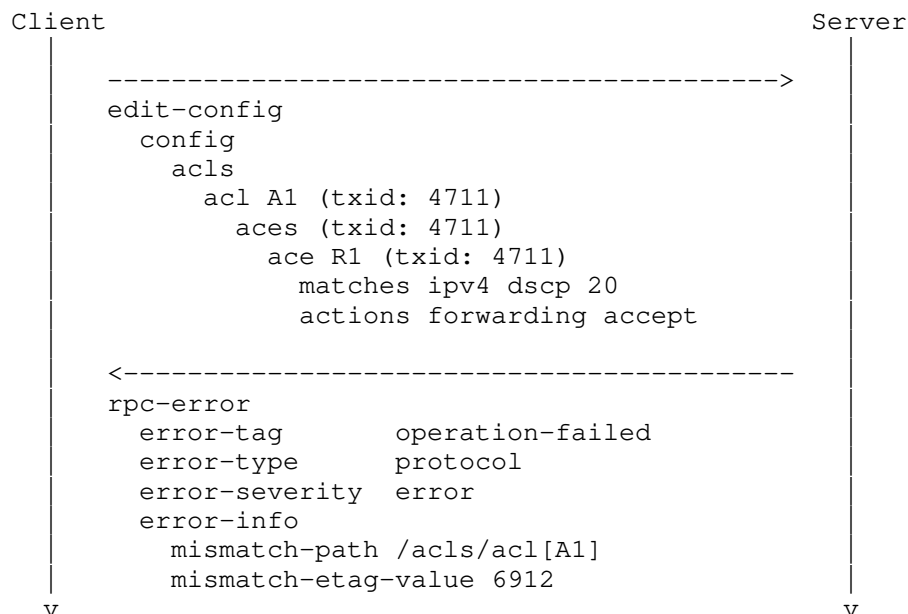 Client Server
------------------------------------------>
edit-config
config
acls
acl A1 (txid: 4711)
aces (txid: 4711)
ace R1 (txid: 4711)
matches ipv4 dscp 20
actions forwarding accept
<------------------------------------------
rpc-error
error-tag operation-failed
error-type protocol
error-severity error
error-info
mismatch-path /acls/acl[A1]
mismatch-etag-value 6912
v v